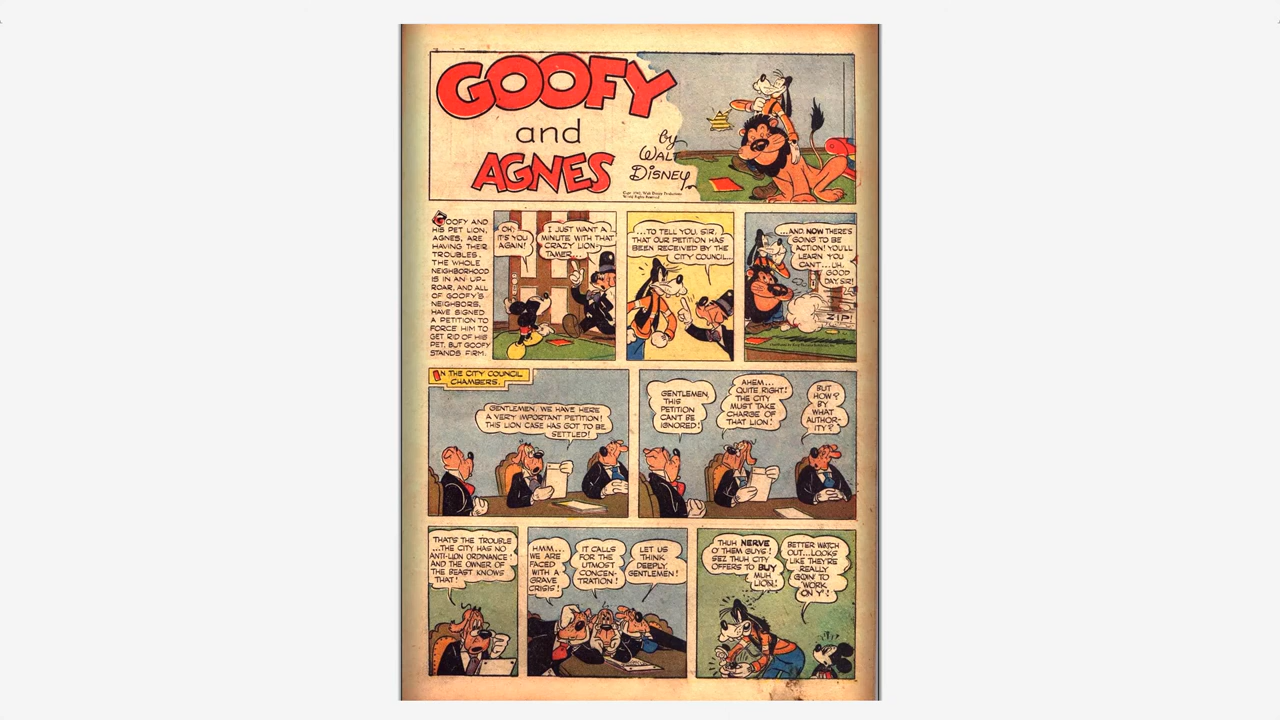 GOOFY
and
AGNES
by
WALT
DISNEY
GOOFY AND
HIS PET LION,
AGNES, ARE
HAVING THEIR
TROUBLES.
THE WHOLE
NEIGHBORHOOD
IS IN AN UP-
ROAR, AND ALL
OF GOOFY'S
NEIGHBORS,
HAVE SIGNED
A PETITION TO
FORCE HIM TO
GET RID OF HIS
PET, BUT GOOFY
STANDS FIRM.
OH,
IT'S YOU
AGAIN!
I JUST WANT A
MINUTE WITH THAT
CRAZY LION-
TAMER...
...TO TELL YOU, SIR,
THAT OUR PETITION HAS
BEEN RECEIVED BY THE
CITY COUNCIL...
...AND NOW THERE'S
GOING TO BE
ACTION! YOU'LL
LEARN YOU
CAN'T...UH,
GOOD
DAY, SIR!
ZIP!
IN THE CITY COUNCIL
CHAMBERS.
GENTLEMEN, WE HAVE HERE
A VERY IMPORTANT PETITION!
THIS LION CASE HAS GOT TO BE
SETTLED!
GENTLEMEN,
THIS
PETITION
CAN'T BE
IGNORED!
AHEM...
QUITE RIGHT!
THE CITY
MUST TAKE
CHARGE OF
THAT LION!
BUT
HOW?
BY
WHAT
AUTHOR-
ITY?
THAT'S THE TROUBLE
...THE CITY HAS NO
ANTI-LION ORDINANCE!
AND THE OWNER OF
THE BEAST KNOWS
THAT!
HMM...
WE ARE
FACED
WITH A
GRAVE
CRISIS!
IT CALLS
FOR THE
UTMOST
CONCEN-
TRATION!
LET US
THINK
DEEPLY,
GENTLEMEN!
THUH NERVE
O' THEM GUYS!
SEZ THUH CITY
OFFERS TO BUY
MUH
LION!
BETTER WATCH
OUT...LOOKS
LIKE THEY'RE
REALLY
GOIN' TO
WORK
ON Y'!